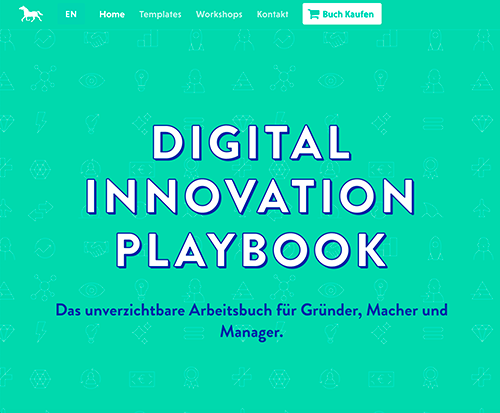 EN Home Templates Workshops Kontakt Buch Kaufen
DIGITAL
INNOVATION
PLAYBOOK
Das unverzichtbare Arbeitsbuch für Gründer, Macher und
Manager.